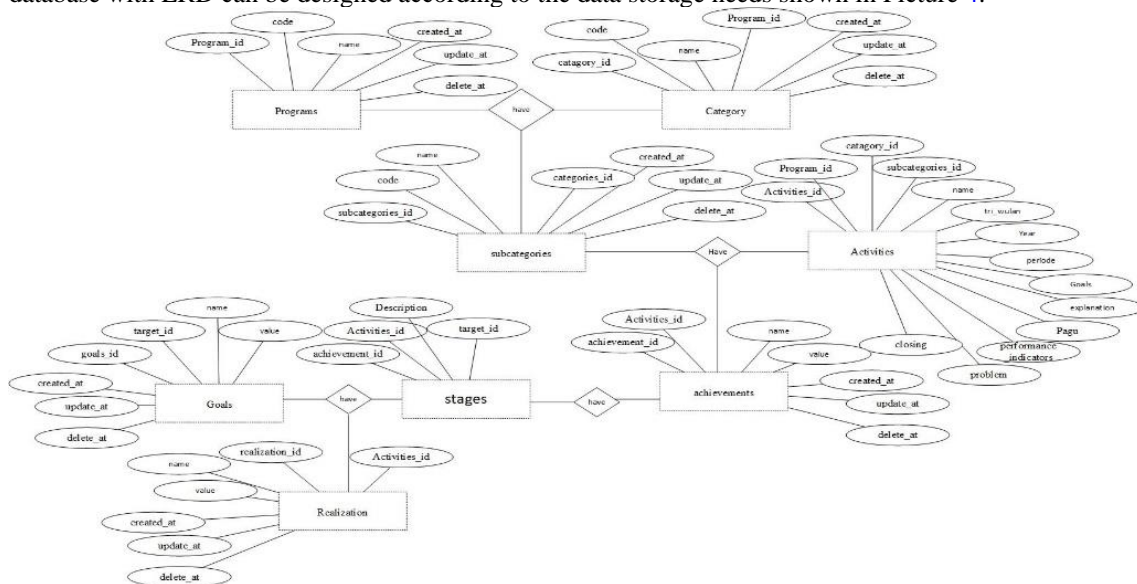 database with ERD can be designed according to the data storage needs shown in Picture 4.
code
Program_id
name
created_at
update_at
delete_at
Programs
have
code
Program_id
created_at
name
update_at
catagory_id
delete_at
Category
name
code
subcategories_id
categories_id
created_at
update_at
delete_at
subcategories
Have
catagory_id
Program_id
subcategories_id
Activities_id
name
tri_wulan
Year
periode
Goals
explanation
Pagu
performance_indicators
problem
closing
Activities
name
target_id
value
goals_id
created_at
update_at
delete_at
Goals
have
Description
Activities_id
target_id
achievement_id
stages
have
Activities_id
achievement_id
name
value
created_at
update_at
delete_at
achievements
name
realization_id
Activities_id
value
created_at
update_at
delete_at
Realization